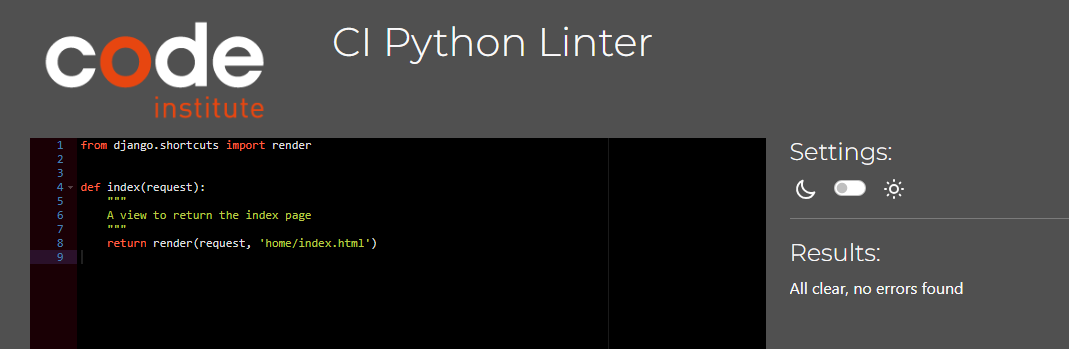 code
institute
CI Python Linter
1 from django.shortcuts import render
2
3
4 def index(request):
5 """
6 A view to return the index page
7 """
8 return render(request, 'home/index.html')
9
Settings:
Results:
All clear, no errors found